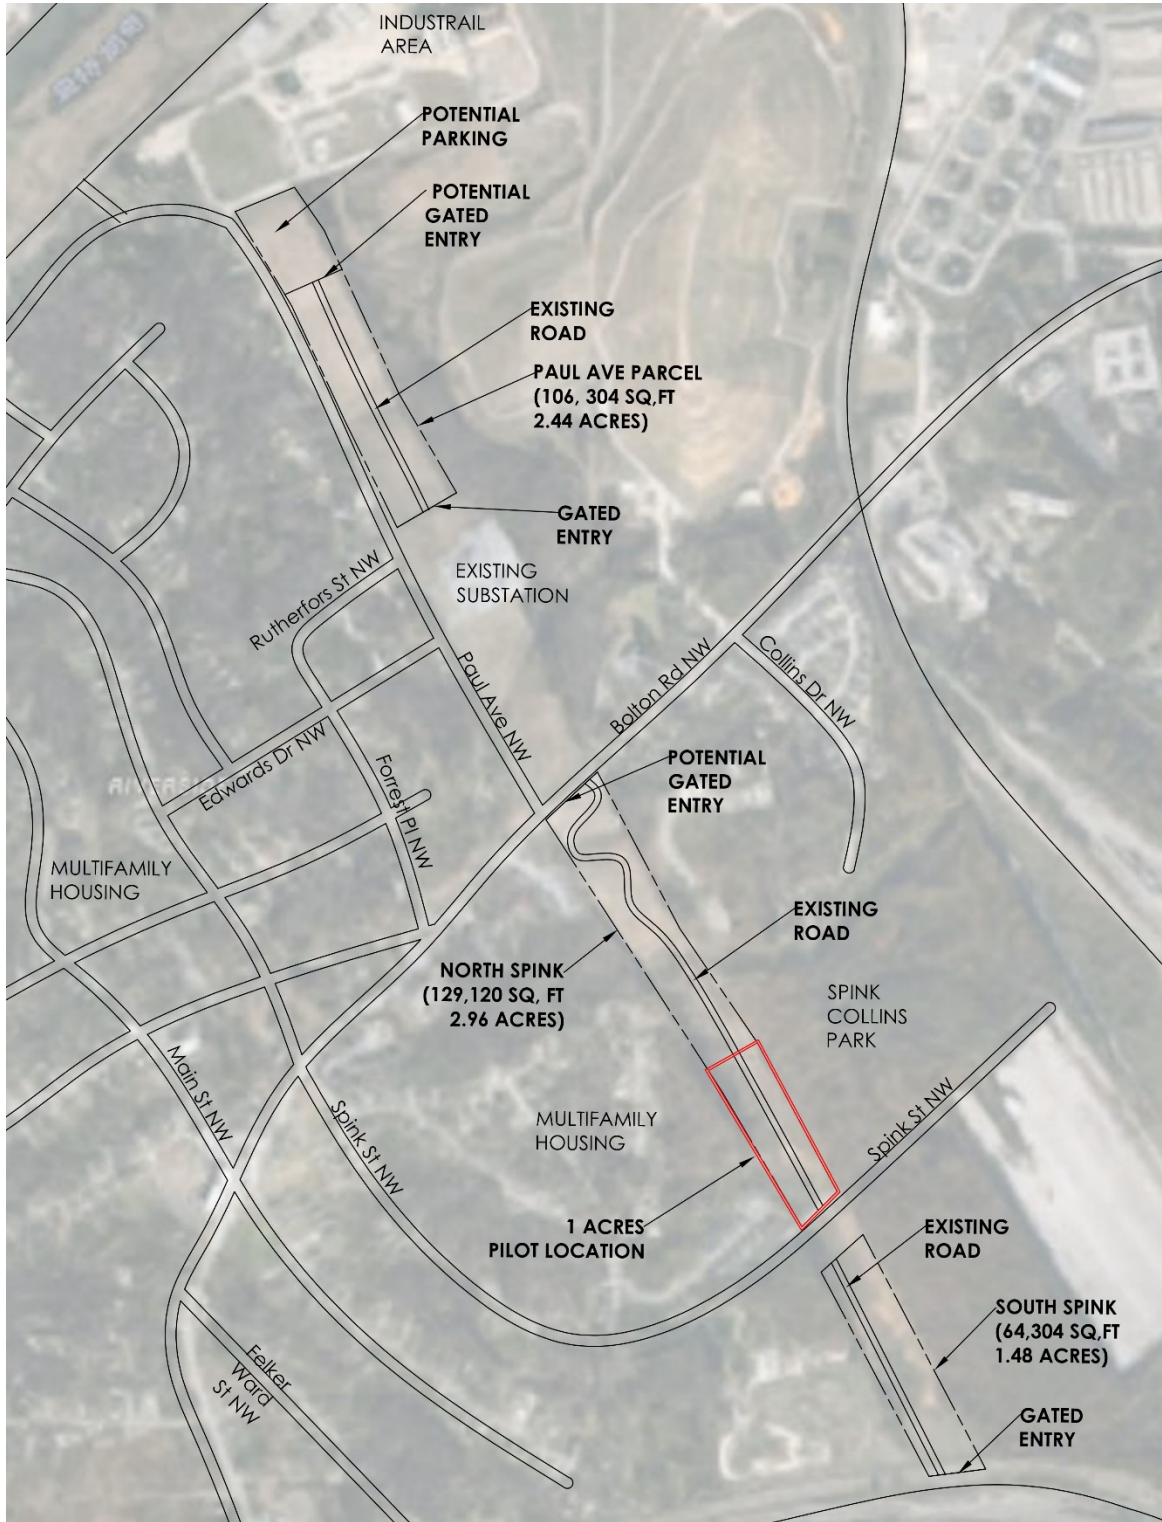 INDUSTRAIL
AREA
POTENTIAL
PARKING
POTENTIAL
GATED
ENTRY
EXISTING
ROAD
PAUL AVE PARCEL
(106, 304 SQ,FT
2.44 ACRES)
GATED
ENTRY
EXISTING
SUBSTATION
Rutherfors St NW
Paul Ave NW
Bolton Rd NW
Collins Dr NW
Edwards Dr NW
Forrest Pl NW
POTENTIAL
GATED
ENTRY
MULTIFAMILY
HOUSING
EXISTING
ROAD
NORTH SPINK
(129,120 SQ, FT
2.96 ACRES)
SPINK
COLLINS
PARK
Main St NW
Spink St NW
MULTIFAMILY
HOUSING
Spink St NW
1 ACRES
PILOT LOCATION
EXISTING
ROAD
SOUTH SPINK
(64,304 SQ,FT
1.48 ACRES)
Felker
Ward
St NW
GATED
ENTRY